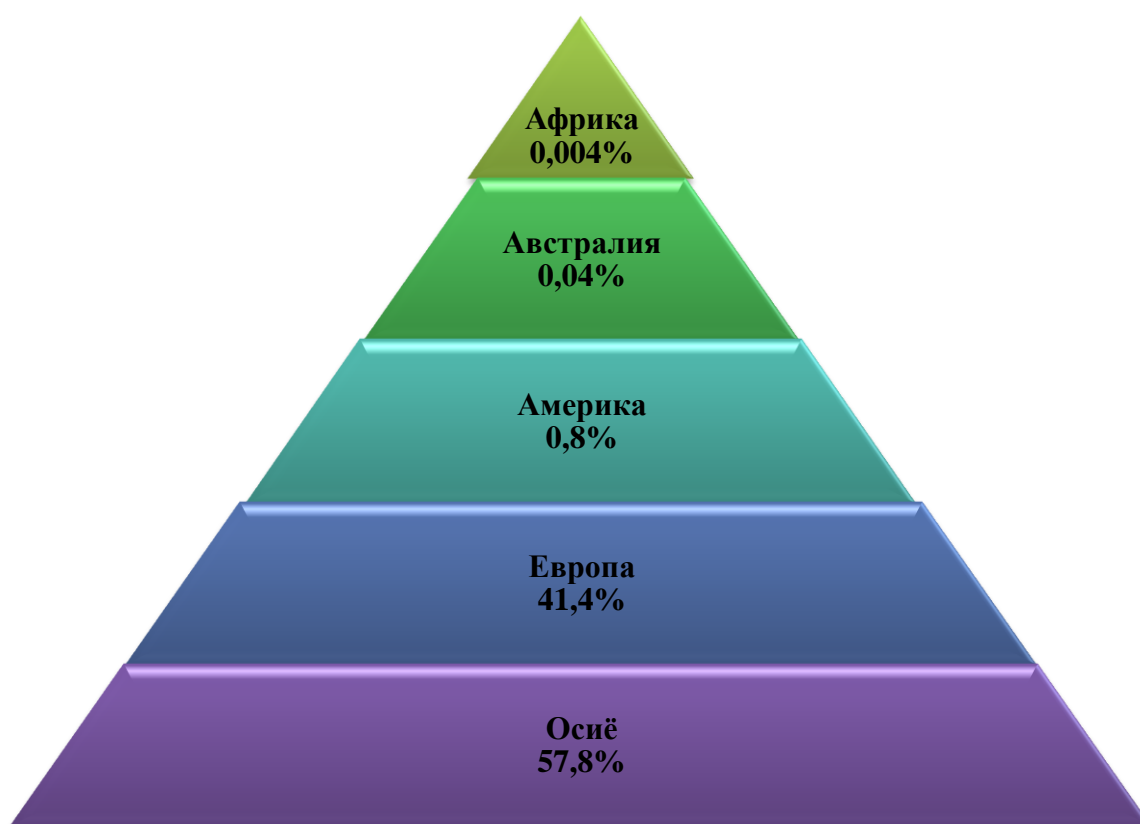 Африка
0,004%
Австралия
0,04%
Америка
0,8%
Европа
41,4%
Осиё
57,8%